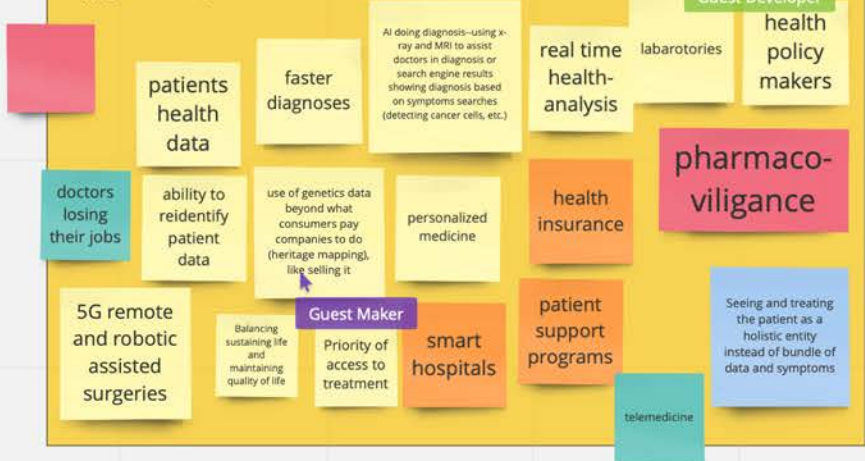 Guest Developer
patients
health
data
faster
diagnoses
AI doing diagnosis--using x-
ray and MRI to assist
doctors in diagnosis or
search engine results
showing diagnosis based
on symptoms searches
(detecting cancer cells, etc.)
real time
health-
analysis
labarotories
health
policy
makers
pharmaco-
viligance
doctors
losing
their jobs
ability to
reidentify
patient
data
use of genetics data
beyond what
consumers pay
companies to do
(heritage mapping),
like selling it
personalized
medicine
health
insurance
5G remote
and robotic
assisted
surgeries
Balancing
sustaining life
and
maintaining
quality of life
Guest Maker
Priority of
access to
treatment
smart
hospitals
patient
support
programs
Seeing and treating
the patient as a
holistic entity
instead of bundle of
data and symptoms
telemedicine